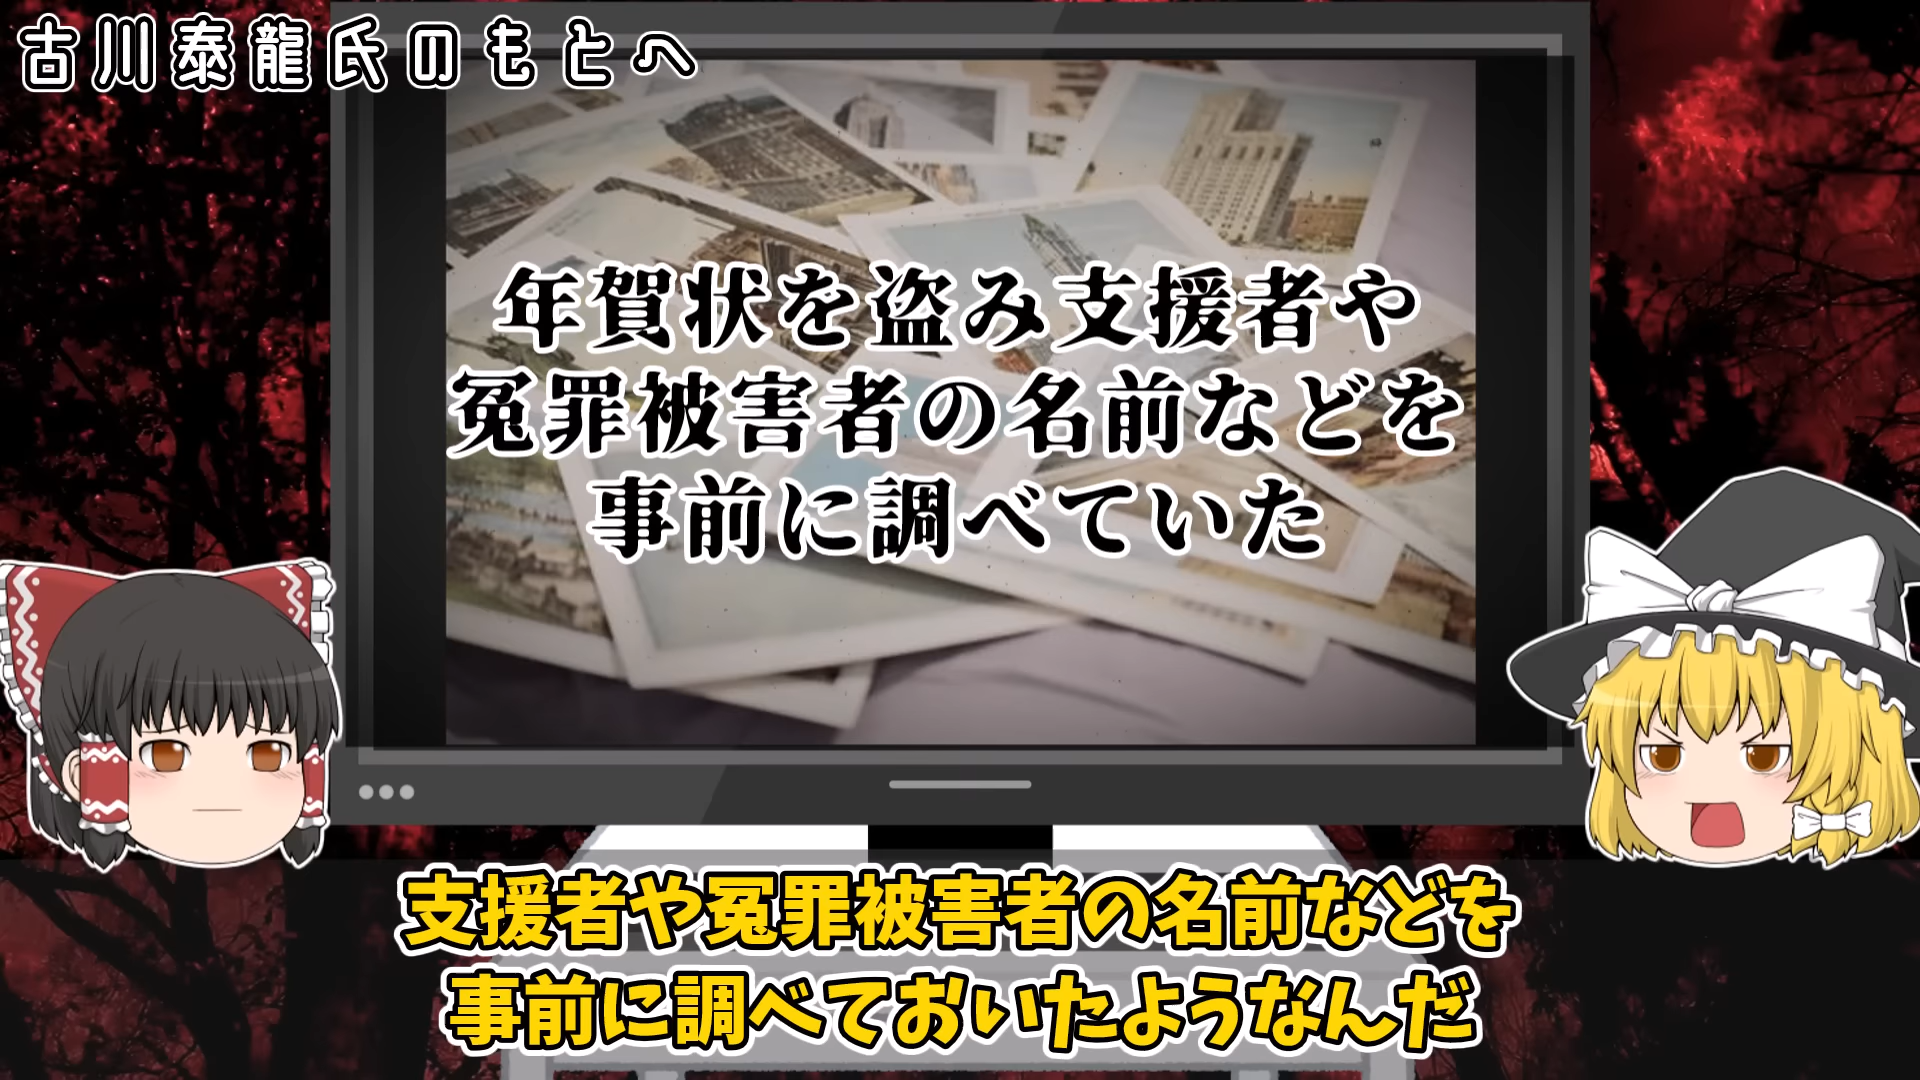 古川泰龍氏のもとへ
年賀状を盗み支援者や
冤罪被害者の名前などを
事前に調べていた
支援者や冤罪被害者の名前などを
事前に調べておいたようなんだ